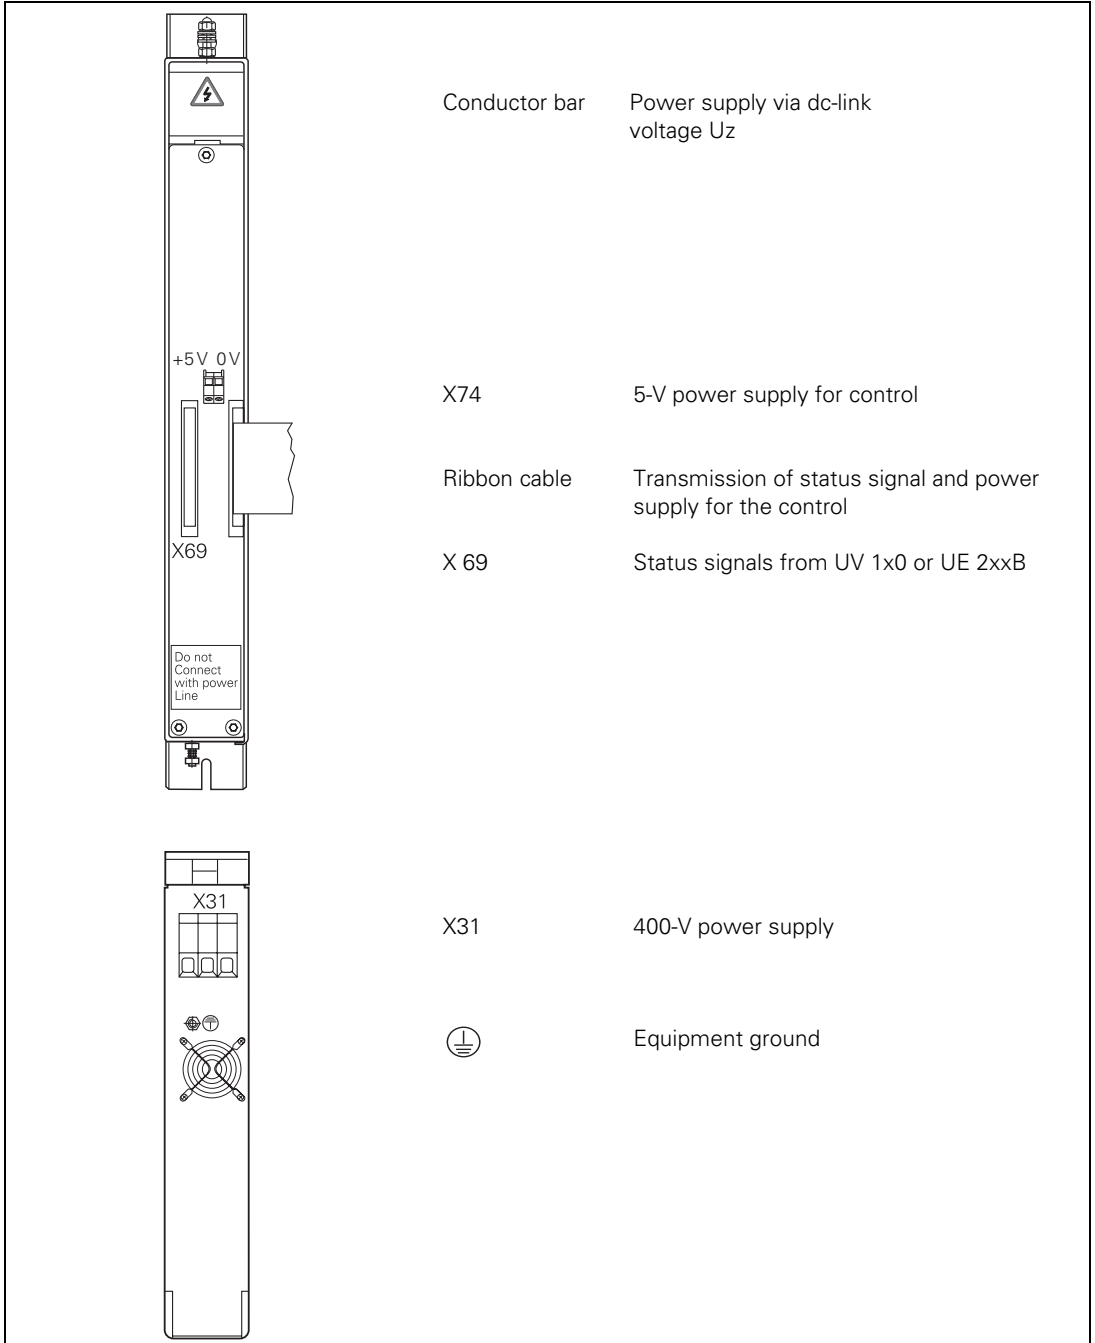 Conductor bar Power supply via dc-link
voltage Uz
+5V 0V
X74 5-V power supply for control
Ribbon cable Transmission of status signal and power
supply for the control
X69
X 69 Status signals from UV 1x0 or UE 2xxB
Do not
Connect
with power
Line
X31
X31 400-V power supply
Equipment ground